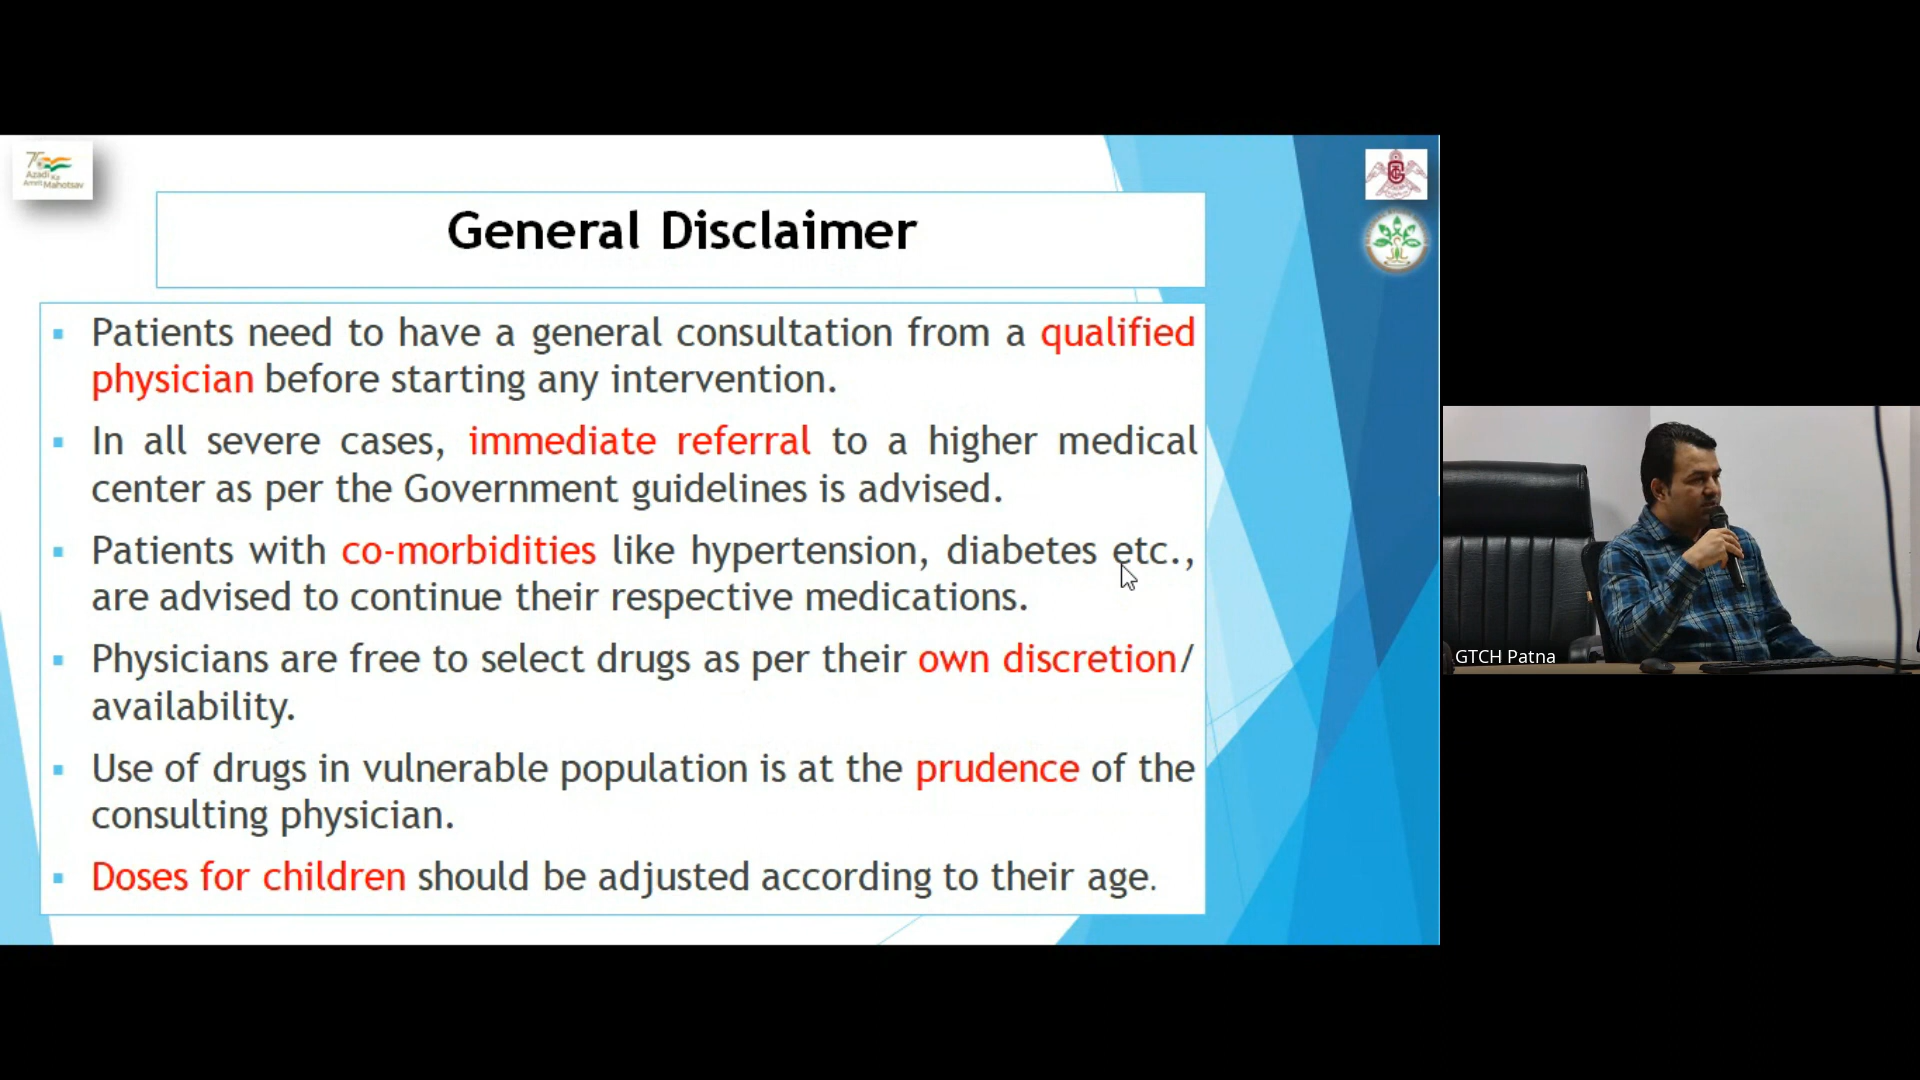 75
Azadi Ka
Amrit Mahotsav
General Disclaimer
▪ Patients need to have a general consultation from a qualified
physician before starting any intervention.
▪ In all severe cases, immediate referral to a higher medical
center as per the Government guidelines is advised.
▪ Patients with co-morbidities like hypertension, diabetes etc.,
are advised to continue their respective medications.
▪ Physicians are free to select drugs as per their own discretion/
availability.
▪ Use of drugs in vulnerable population is at the prudence of the
consulting physician.
▪ Doses for children should be adjusted according to their age.
GTCH Patna